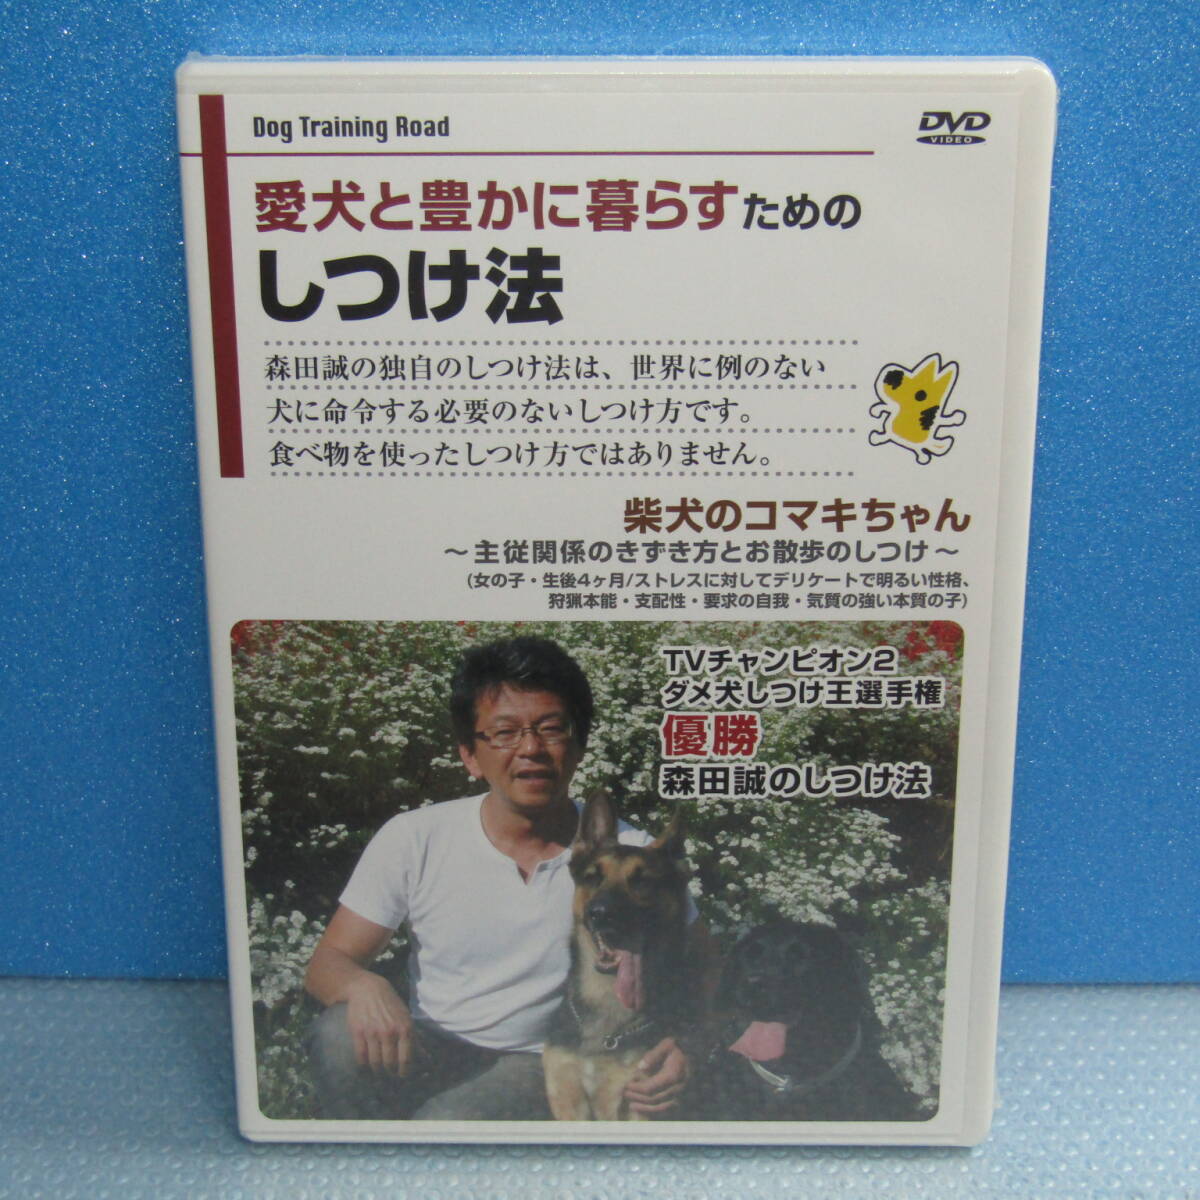 Dog Training Road
DVD
VIDEO
愛犬と豊かに暮らすための
しつけ法
森田誠の独自のしつけ法は、世界に例のない
犬に命令する必要のないしつけ方です。
食べ物を使ったしつけ方ではありません。
柴犬のコマキちゃん
～主従関係のきずき方とお散歩のしつけ～
(女の子・生後4ヶ月/ストレスに対してデリケートで明るい性格、
狩猟本能・支配性・要求の自我・気質の強い本質の子)
TVチャンピオン2
ダメ犬しつけ王選手権
優勝
森田誠のしつけ法